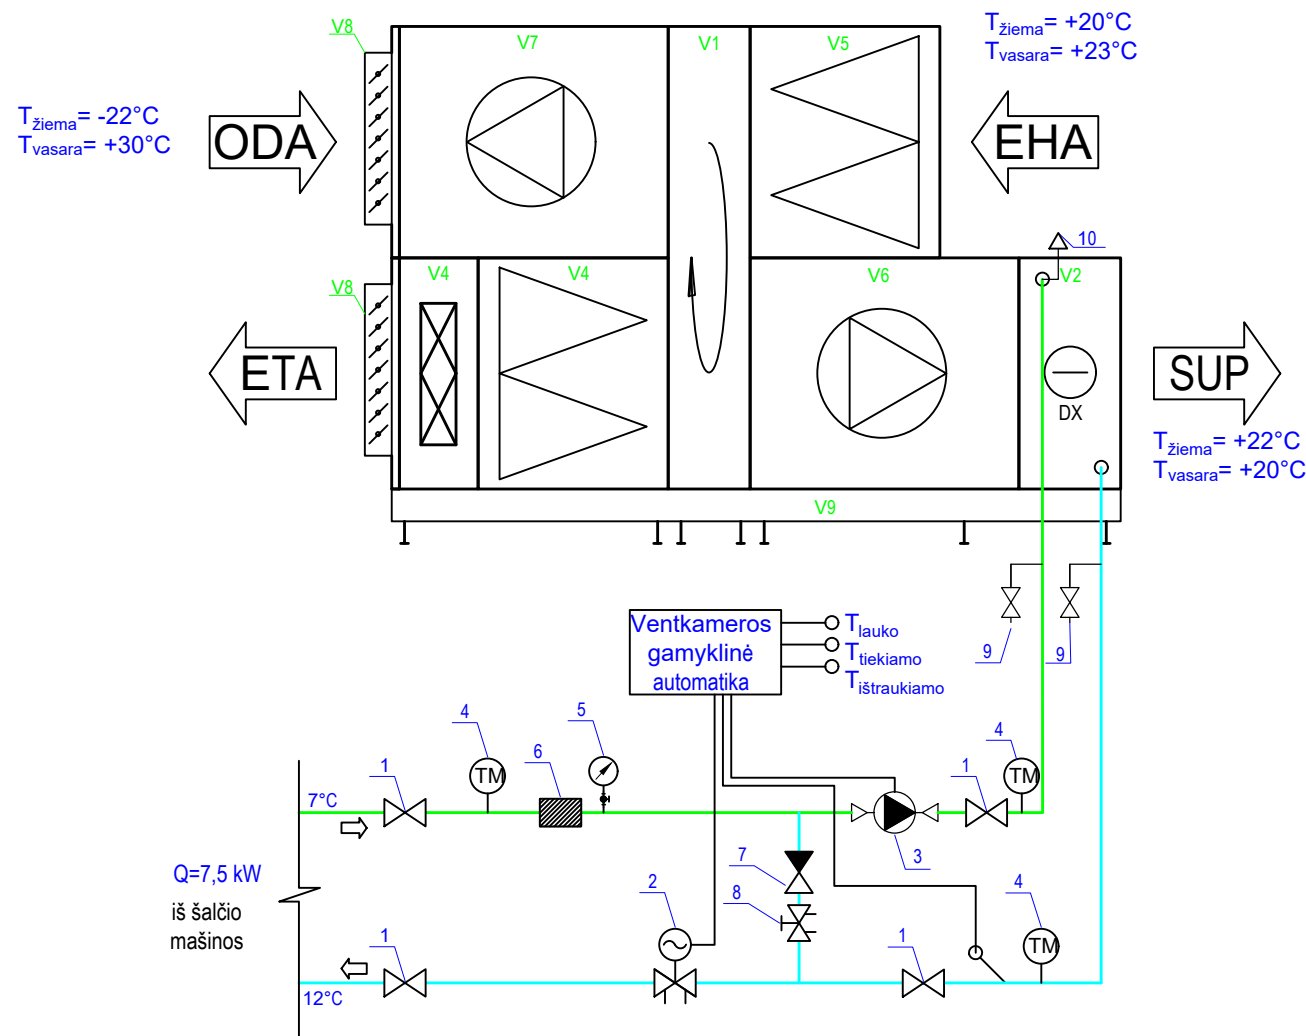 V8
V7
V1
V5
Tžiema= +20°C
Tvasara= +23°C
Tžiema= -22°C
Tvasara= +30°C
ODA
EHA
10
V8
V4
V4
V6
V2
ETA
SUP
DX
Tžiema= +22°C
Tvasara= +20°C
V9
Ventkameros
gamyklinė
automatika
Tlauko
Ttiekiamo
Tištraukiamo
9
9
4
5
4
1
6
1
TM
TM
7°C
3
7
Q=7,5 kW
2
8
4
iš šalčio
mašinos
1
1
TM
12°C